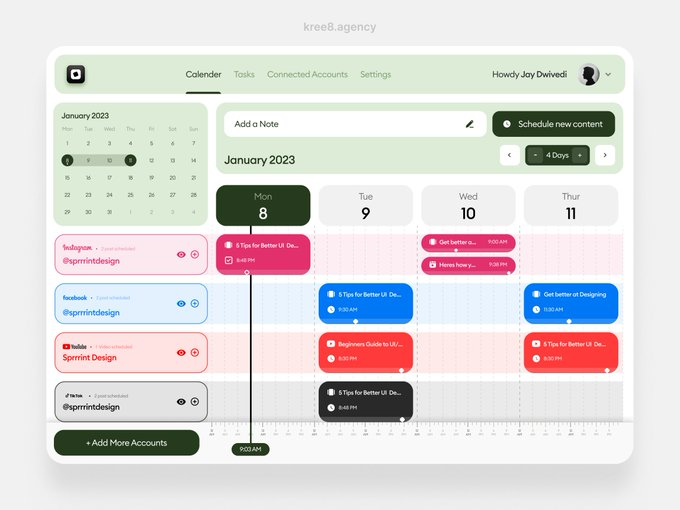 kree8.agency
Calender
Tasks
Connected Accounts
Settings
Howdy Jay Dwivedi
January 2023
Mon Tue Wed Thu Fri Sat Sun
1 2 3 4 5 6 7
8 9 10 11 12 13 14
15 16 17 18 19 20 21
22 23 24 25 26 27 28
29 30 31 1 2 3 4
Add a Note
Schedule new content
January 2023
< - 4 Days + >
Mon 8
Tue 9
Wed 10
Thur 11
Instagram • 2 post scheduled
@sprrrintdesign
5 Tips for Better UI De...
8:48 PM
Get better a... 9:00 AM
Heres how y... 9:28 PM
facebook • 2 post scheduled
@sprrrintdesign
5 Tips for Better UI De...
9:30 AM
Get better at Designing
11:30 AM
YouTube • 1 Video scheduled
Sprrrint Design
Beginners Guide to UI/...
8:30 PM
5 Tips for Better UI De...
8:30 PM
TikTok • 2 post scheduled
@sprrrintdesign
5 Tips for Better UI De...
8:48 PM
+ Add More Accounts
9:03 AM